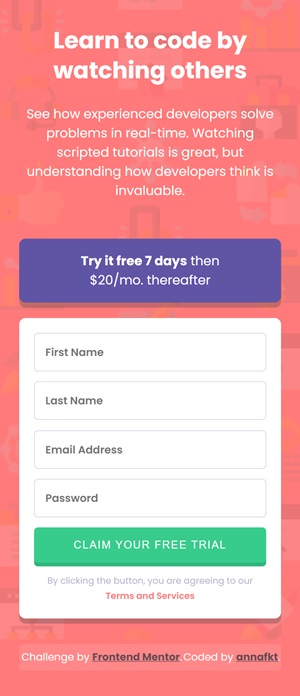 Learn to code by
watching others
See how experienced developers solve
problems in real-time. Watching
scripted tutorials is great, but
understanding how developers think is
invaluable.
Try it free 7 days then
$20/mo. thereafter
First Name
Last Name
Email Address
Password
CLAIM YOUR FREE TRIAL
By clicking the button, you are agreeing to our
Terms and Services
Challenge by Frontend Mentor.Coded by annafkt